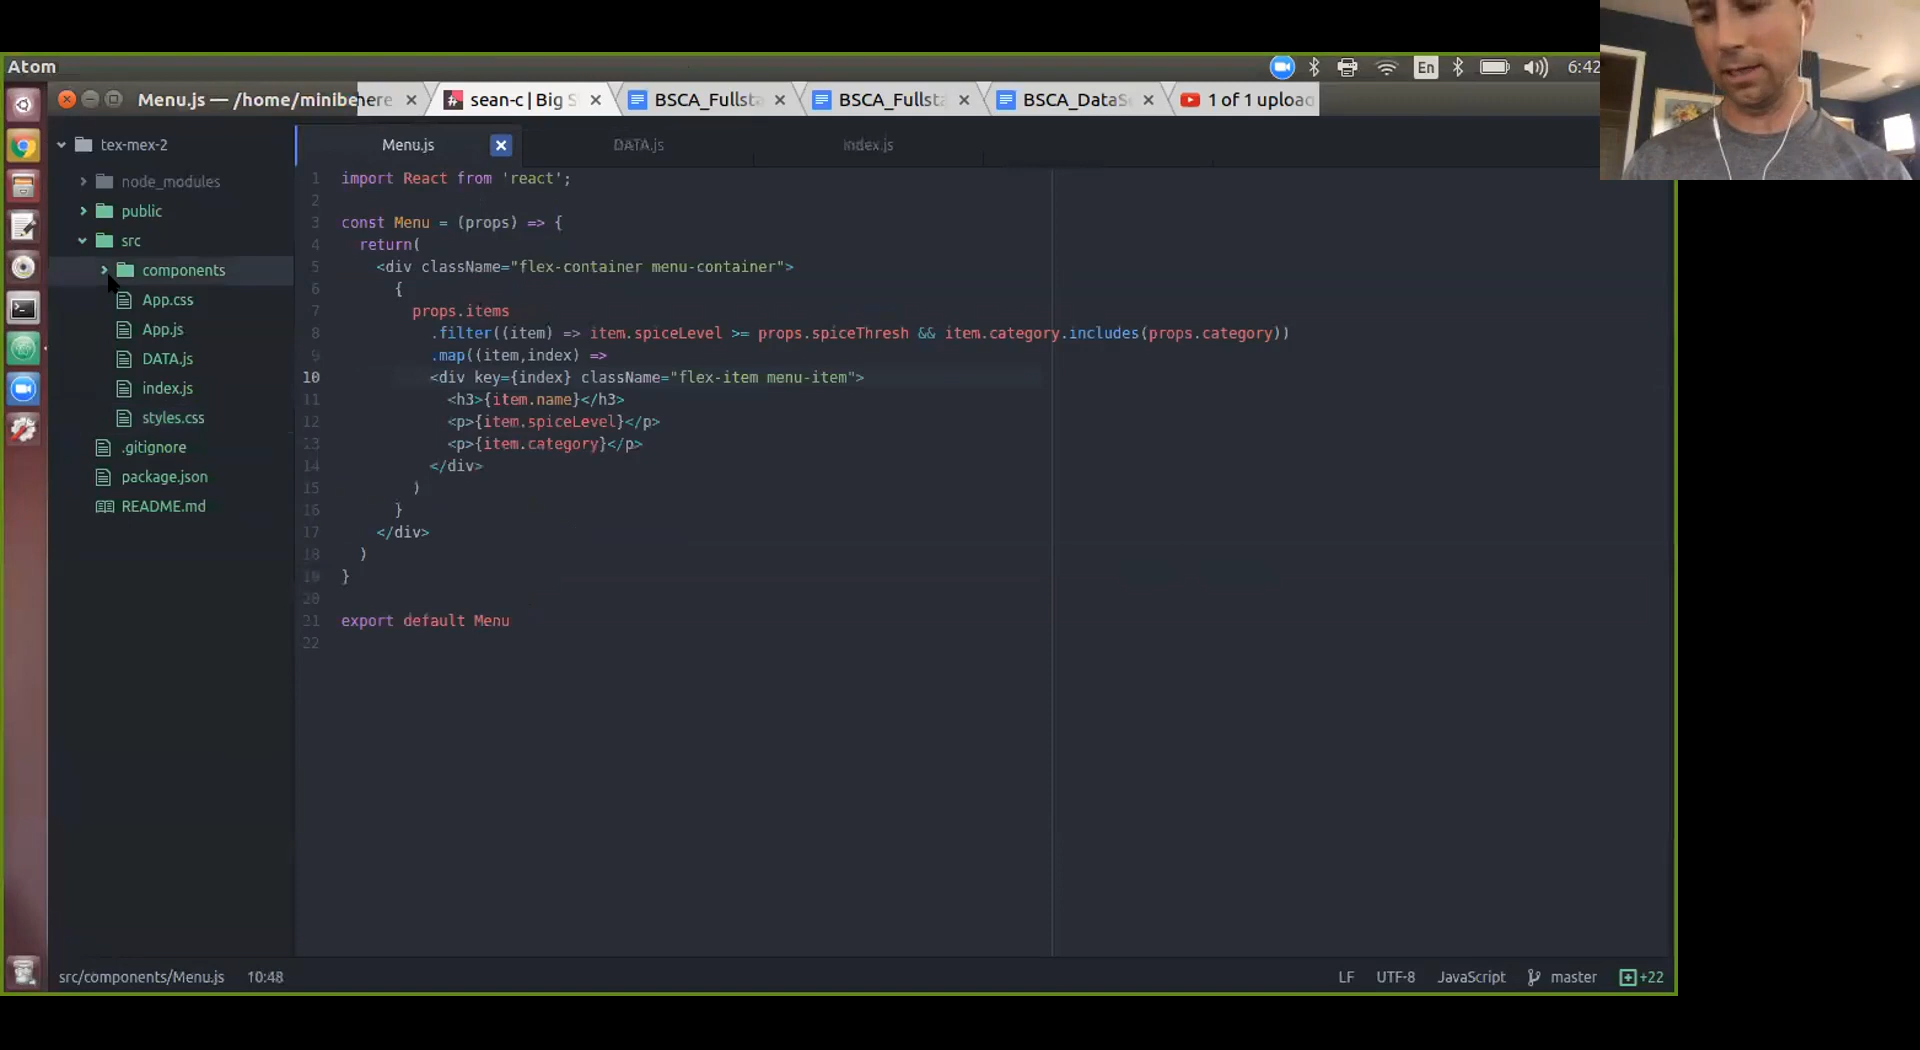 Atom
En
6:42
Menu.js — /home/minibe
here
sean-c | Big S
BSCA_Fullsta
BSCA_Fullsta
BSCA_DataS
1 of 1 uploa
tex-mex-2
node_modules
public
src
components
App.css
App.js
DATA.js
index.js
styles.css
.gitignore
package.json
README.md
Menu.js
DATA.js
index.js
1 import React from 'react';
2
3 const Menu = (props) => {
4 return(
5 <div className="flex-container menu-container">
6 {
7 props.items
8 .filter((item) => item.spiceLevel >= props.spiceThresh && item.category.includes(props.category))
9 .map((item,index) =>
10 <div key={index} className="flex-item menu-item">
11 <h3>{item.name}</h3>
12 <p>{item.spiceLevel}</p>
13 <p>{item.category}</p>
14 </div>
15 )
16 }
17 </div>
18 )
19 }
20
21 export default Menu
22
src/components/Menu.js 10:48
LF UTF-8 JavaScript master +22